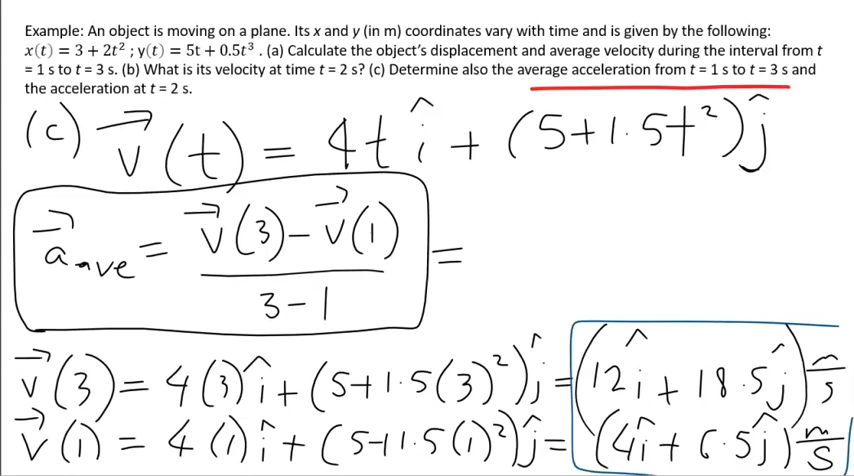 Example: An object is moving on a plane. Its x and y (in m) coordinates vary with time and is given by the following:
x(t) = 3 + 2t² ; y(t) = 5t + 0.5t³ . (a) Calculate the object's displacement and average velocity during the interval from t
= 1 s to t = 3 s. (b) What is its velocity at time t = 2 s? (c) Determine also the average acceleration from t = 1 s to t = 3 s and
the acceleration at t = 2 s.
(c) v⃗(t) = 4t î + (5+1.5t²) ĵ
a⃗ave = (v⃗(3) − v⃗(1)) / (3−1) =
v⃗(3) = 4(3)î + (5+1.5(3)²)ĵ = (12î + 18.5ĵ) m/s
v⃗(1) = 4(1)î + (5+1.5(1)²)ĵ = (4î + 6.5ĵ) m/s